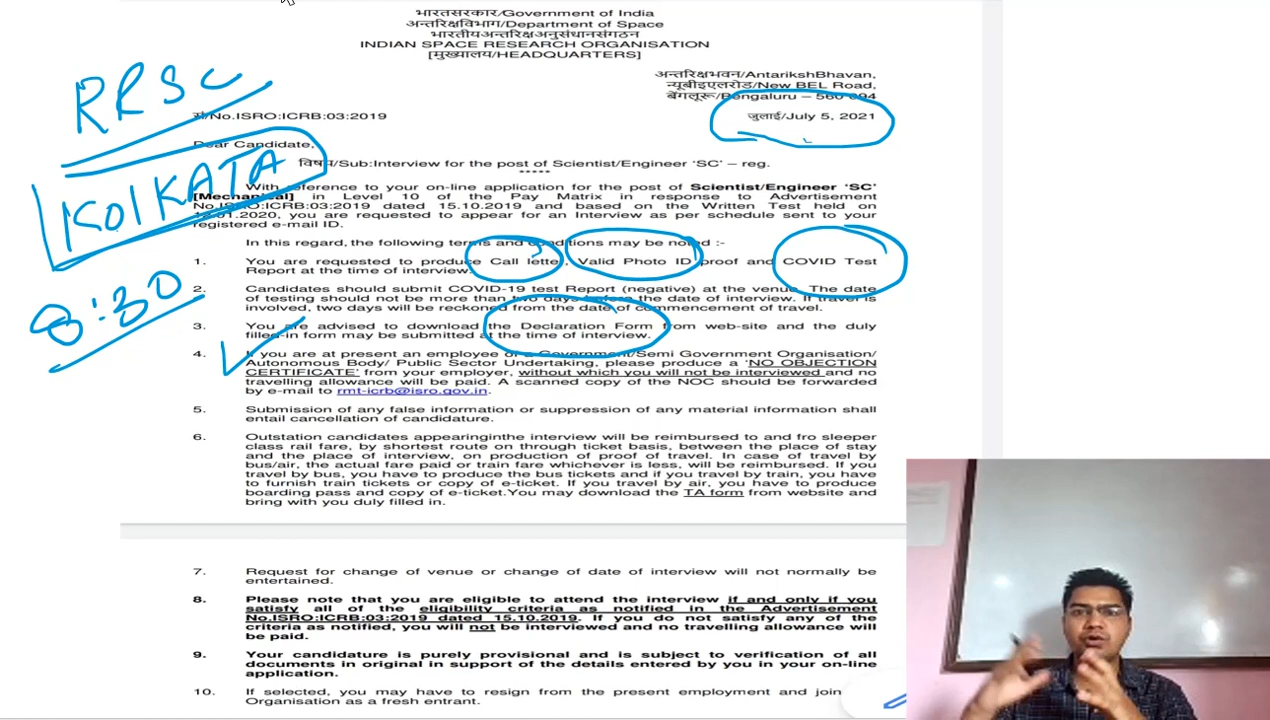 भारतसरकार/Government of India
अन्तरिक्षविभाग/Department of Space
भारतीयअन्तरिक्षअनुसंधानसंगठन
INDIAN SPACE RESEARCH ORGANISATION
[मुख्यालय/HEADQUARTERS]
अन्तरिक्षभवन/AntarikshBhavan,
न्यूबीइएलरोड/New BEL Road,
बेंगलूरू/Bengaluru – 560 094
RRSC
सं/No.ISRO:ICRB:03:2019
जुलाई/July 5, 2021
Dear Candidate,
विषय/Sub:Interview for the post of Scientist/Engineer 'SC' – reg.
*****
KOLKATA
With reference to your on-line application for the post of Scientist/Engineer 'SC'
[Mechanical] in Level 10 of the Pay Matrix in response to Advertisement
No.ISRO:ICRB:03:2019 dated 15.10.2019 and based on the Written Test held on
.01.2020, you are requested to appear for an Interview as per schedule sent to your
registered e-mail ID.
In this regard, the following terms and conditions may be noted :-
1. You are requested to produce Call letter, Valid Photo ID proof and COVID Test
Report at the time of interview.
8:30
2. Candidates should submit COVID-19 test Report (negative) at the venue. The date
of testing should not be more than two days before the date of interview. If travel is
involved, two days will be reckoned from the date of commencement of travel.
3. You are advised to download the Declaration Form from web-site and the duly
filled-in form may be submitted at the time of interview.
4. If you are at present an employee of a Government/Semi Government Organisation/
Autonomous Body/ Public Sector Undertaking, please produce a 'NO OBJECTION
CERTIFICATE' from your employer, without which you will not be interviewed and no
travelling allowance will be paid. A scanned copy of the NOC should be forwarded
by e-mail to rmt-icrb@isro.gov.in.
5. Submission of any false information or suppression of any material information shall
entail cancellation of candidature.
6. Outstation candidates appearinginthe interview will be reimbursed to and fro sleeper
class rail fare, by shortest route on through ticket basis, between the place of stay
and the place of interview, on production of proof of travel. In case of travel by
bus/air, the actual fare paid or train fare whichever is less, will be reimbursed. If you
travel by bus, you have to produce the bus tickets and if you travel by train, you have
to furnish train tickets or copy of e-ticket. If you travel by air, you have to produce
boarding pass and copy of e-ticket.You may download the TA form from website and
bring with you duly filled in.
7. Request for change of venue or change of date of interview will not normally be
entertained.
8. Please note that you are eligible to attend the interview if and only if you
satisfy all of the eligibility criteria as notified in the Advertisement
No.ISRO:ICRB:03:2019 dated 15.10.2019. If you do not satisfy any of the
criteria as notified, you will not be interviewed and no travelling allowance will
be paid.
9. Your candidature is purely provisional and is subject to verification of all
documents in original in support of the details entered by you in your on-line
application.
10. If selected, you may have to resign from the present employment and join
Organisation as a fresh entrant.